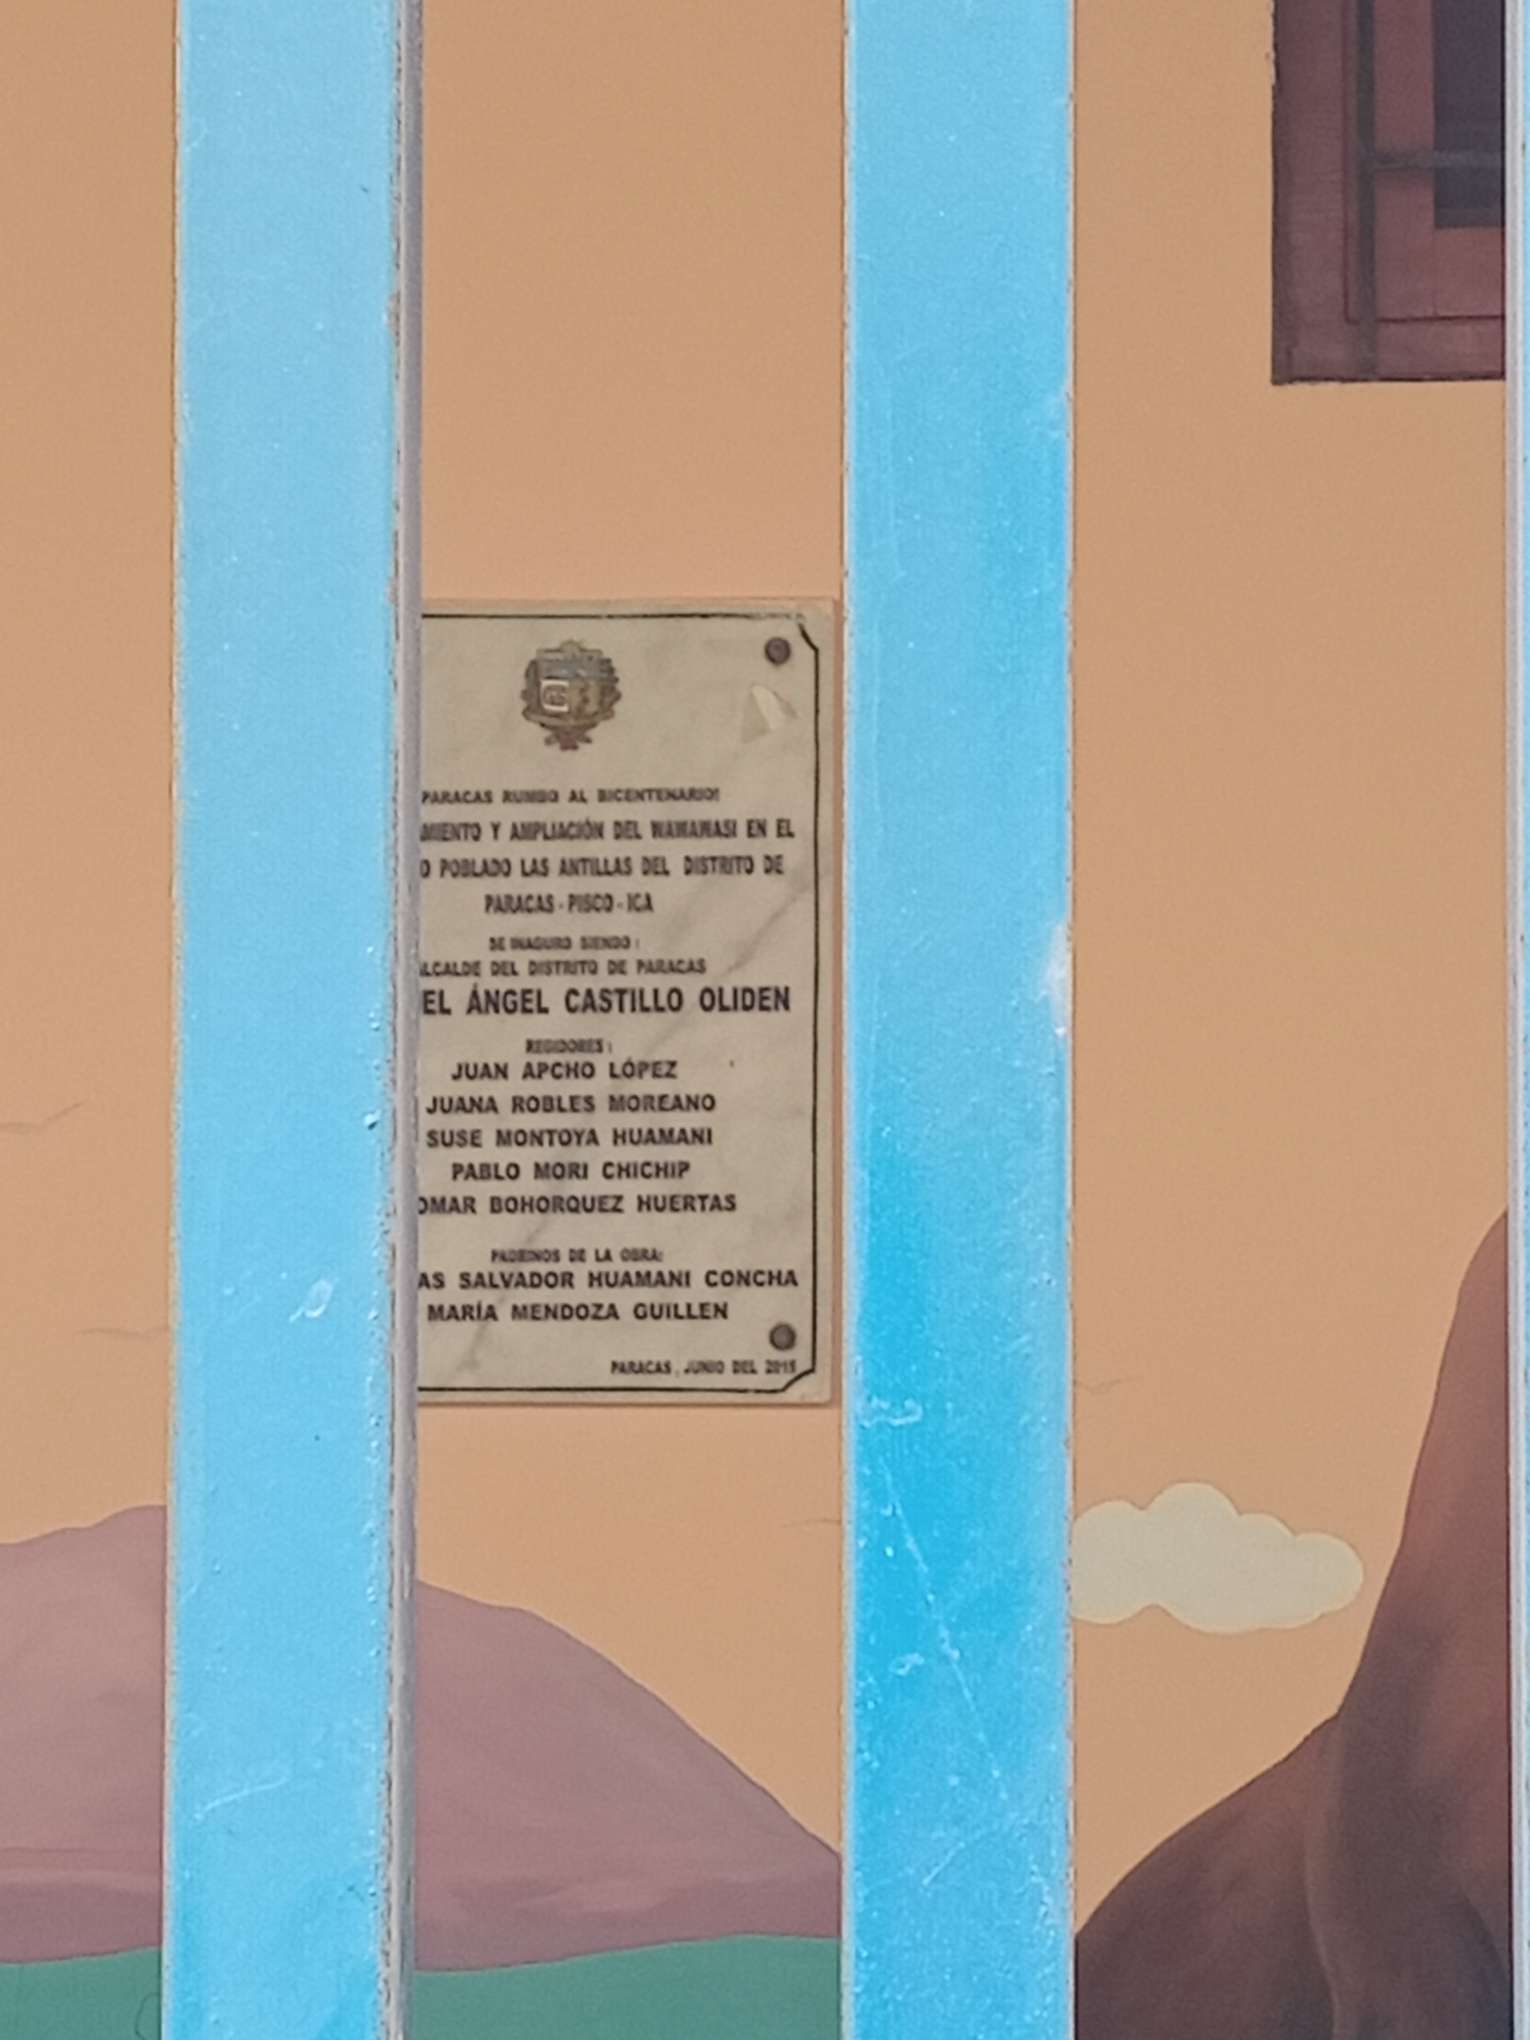 PARACAS RUMBO AL BICENTENARIO!
MIENTO Y AMPLIACIÓN DEL WAWAWASI EN EL
O POBLADO LAS ANTILLAS DEL DISTRITO DE
PARACAS - PISCO - ICA
SE INAGURO SIENDO :
ALCALDE DEL DISTRITO DE PARACAS
EL ÁNGEL CASTILLO OLIDEN
REGIDORES :
JUAN APCHO LÓPEZ
JUANA ROBLES MOREANO
SUSE MONTOYA HUAMANI
PABLO MORI CHICHIP
OMAR BOHORQUEZ HUERTAS
PADRINOS DE LA OBRA:
AS SALVADOR HUAMANI CONCHA
MARÍA MENDOZA GUILLEN
PARACAS, JUNIO DEL 2015